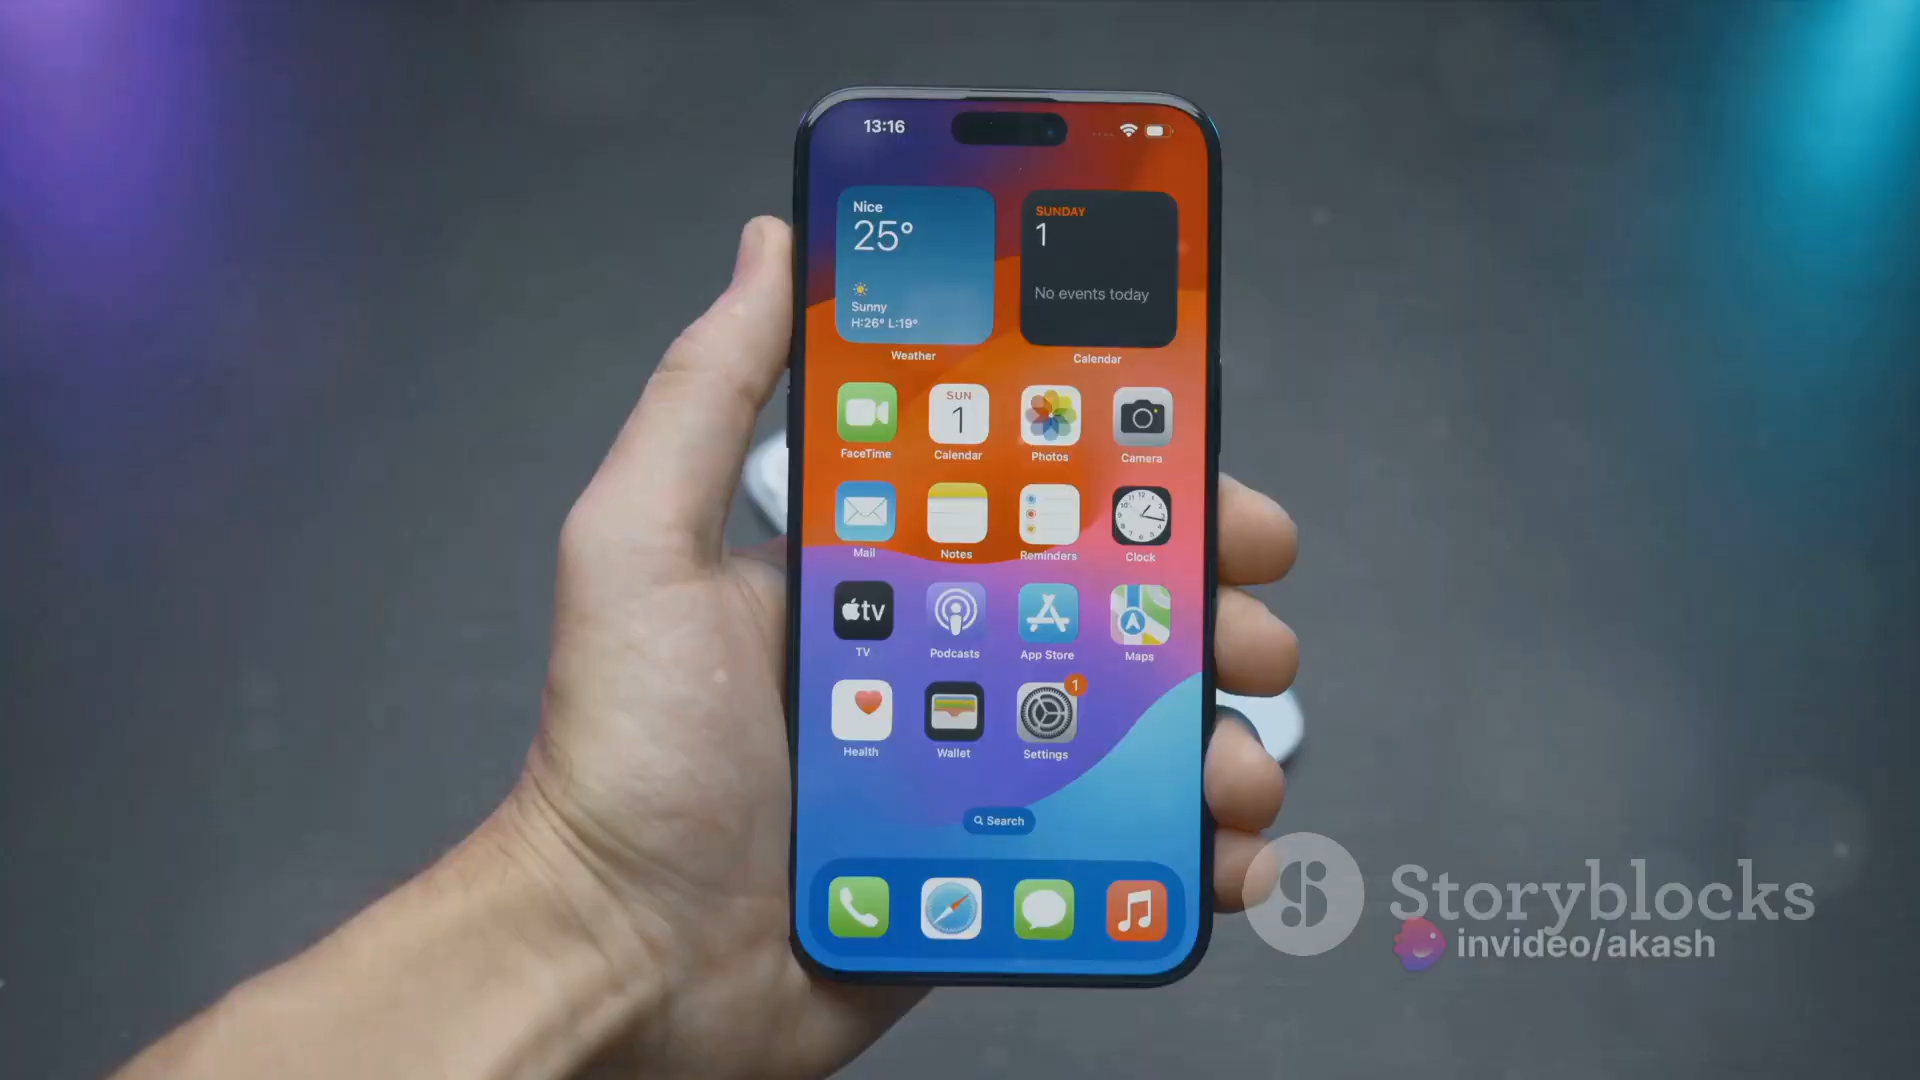 13:16
Nice
25°
Sunny
H:26° L:19°
Weather
SUNDAY
1
No events today
Calendar
SUN
1
FaceTime
Calendar
Photos
Camera
12
Mail
Notes
Reminders
Clock
tv
TV
Podcasts
App Store
Maps
1
Health
Wallet
Settings
Search
Storyblocks
invideo/akash